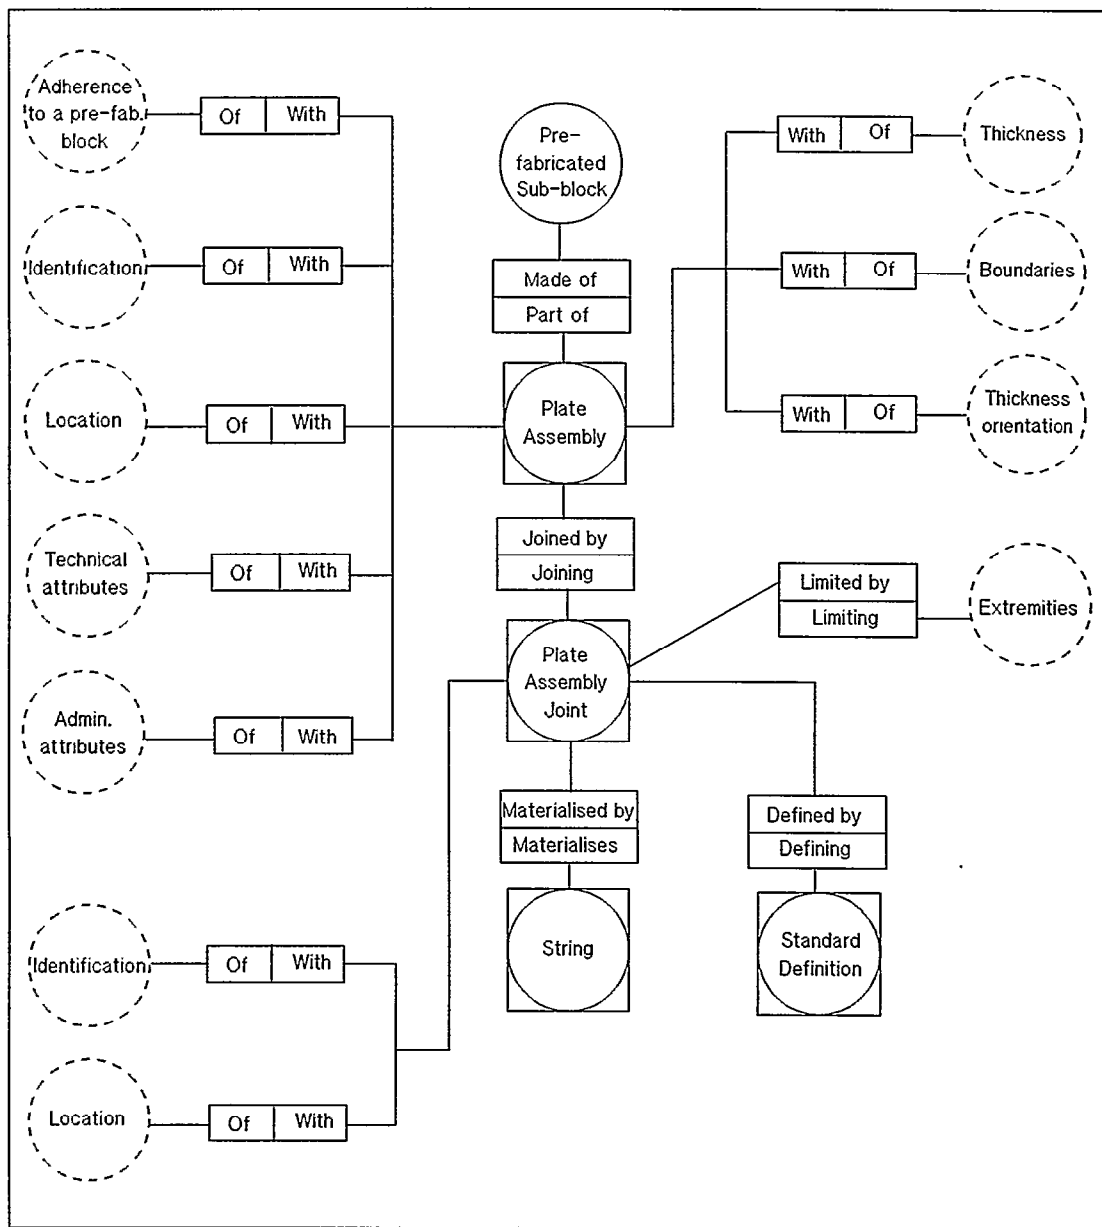 Adherence
to a pre-fab.
block
Of
With
Identification
Of
With
Location
Of
With
Technical
attributes
Of
With
Admin.
attributes
Of
With
Identification
Of
With
Location
Of
With
Pre-
fabricated
Sub-block
Made of
Part of
Plate
Assembly
Joined by
Joining
Plate
Assembly
Joint
Materialised by
Materialises
String
With
Of
Thickness
With
Of
Boundaries
With
Of
Thickness
orientation
Limited by
Limiting
Extremities
Defined by
Defining
Standard
Definition